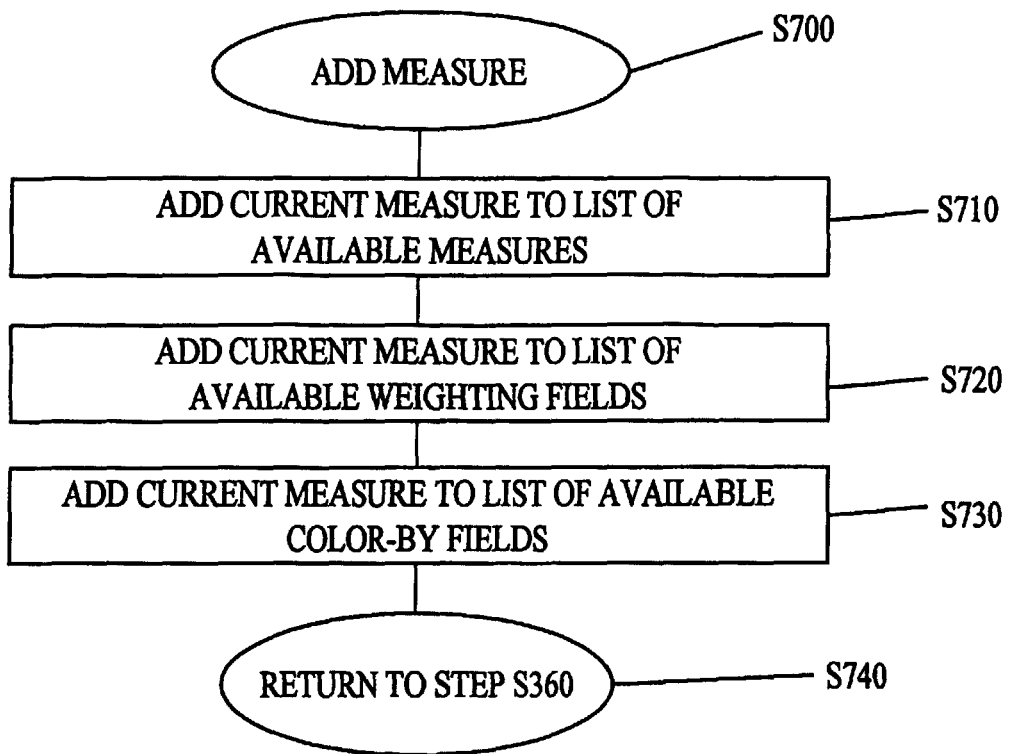 S700
ADD MEASURE
ADD CURRENT MEASURE TO LIST OF
AVAILABLE MEASURES
S710
ADD CURRENT MEASURE TO LIST OF
AVAILABLE WEIGHTING FIELDS
S720
ADD CURRENT MEASURE TO LIST OF AVAILABLE
COLOR-BY FIELDS
S730
RETURN TO STEP S360
S740